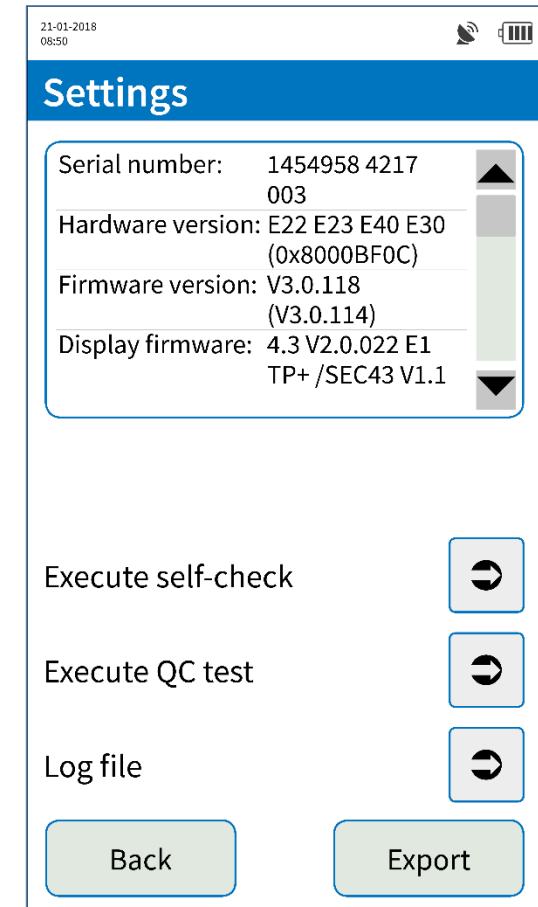 21-01-2018
08:50
Settings
Serial number: 1454958 4217
003
Hardware version: E22 E23 E40 E30
(0x8000BF0C)
Firmware version: V3.0.118
(V3.0.114)
Display firmware: 4.3 V2.0.022 E1
TP+ /SEC43 V1.1
Execute self-check
Execute QC test
Log file
Back Export